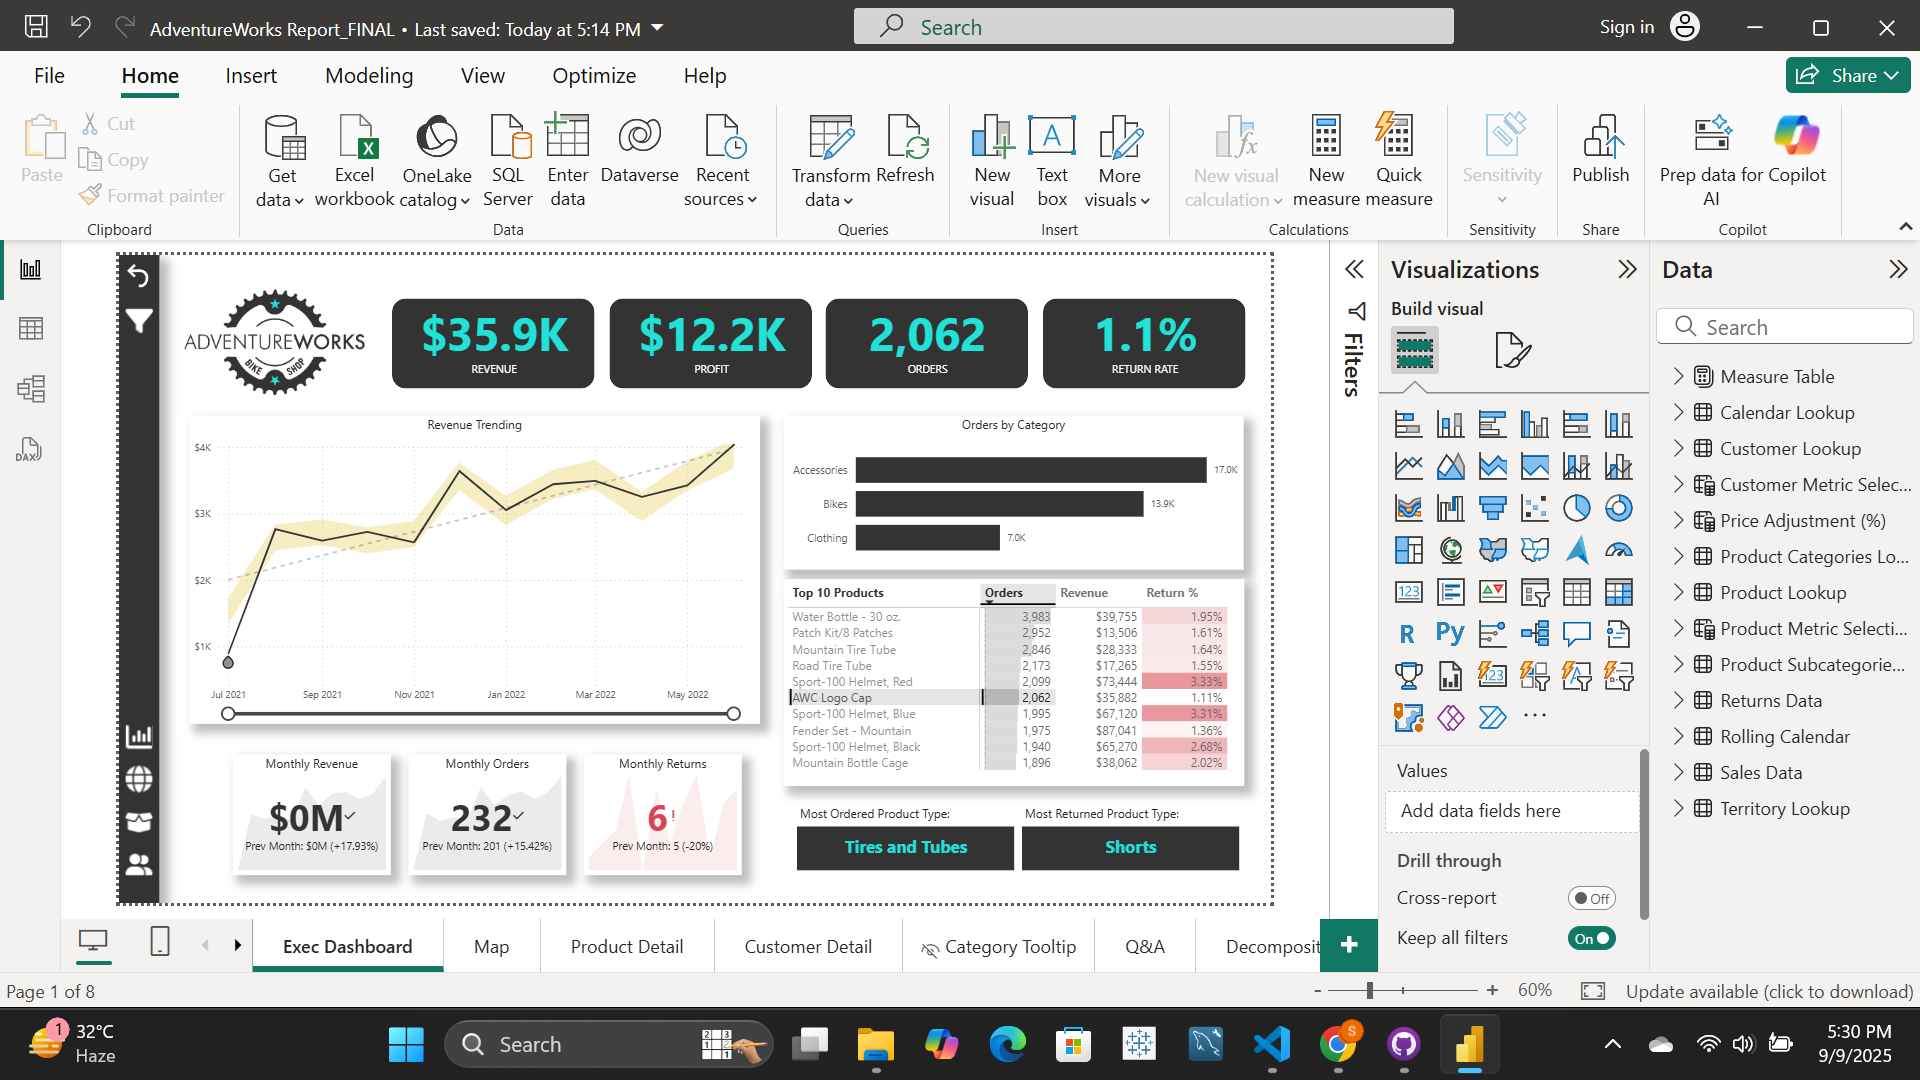 AdventureWorks Report_FINAL • Last saved: Today at 5:14 PM
Search
Sign in
File
Home
Insert
Modeling
View
Optimize
Help
Share
Paste
Cut
Copy
Format painter
Clipboard
Get data
Excel workbook
OneLake catalog
SQL Server
Enter data
Dataverse
Recent sources
Data
Transform data
Refresh
Queries
New visual
Text box
More visuals
Insert
New visual calculation
New measure
Quick measure
Calculations
Sensitivity
Sensitivity
Publish
Share
Prep data for AI
Copilot
Copilot
DAX
ADVENTUREWORKS
BIKE SHOP
$35.9K
REVENUE
$12.2K
PROFIT
2,062
ORDERS
1.1%
RETURN RATE
Revenue Trending
$4K
$3K
$2K
$1K
Jul 2021 Sep 2021 Nov 2021 Jan 2022 Mar 2022 May 2022
Orders by Category
Accessories 17.0K
Bikes 13.9K
Clothing 7.0K
Top 10 Products Orders Revenue Return %
Water Bottle - 30 oz. 3,983 $39,755 1.95%
Patch Kit/8 Patches 2,952 $13,506 1.61%
Mountain Tire Tube 2,846 $28,333 1.64%
Road Tire Tube 2,173 $17,265 1.55%
Sport-100 Helmet, Red 2,099 $73,444 3.33%
AWC Logo Cap 2,062 $35,882 1.11%
Sport-100 Helmet, Blue 1,995 $67,120 3.31%
Fender Set - Mountain 1,975 $87,041 1.36%
Sport-100 Helmet, Black 1,940 $65,270 2.68%
Mountain Bottle Cage 1,896 $38,062 2.02%
Monthly Revenue
$0M
Prev Month: $0M (+17.93%)
Monthly Orders
232
Prev Month: 201 (+15.42%)
Monthly Returns
6!
Prev Month: 5 (-20%)
Most Ordered Product Type:
Tires and Tubes
Most Returned Product Type:
Shorts
Filters
Visualizations
Build visual
123
R
Py
123
...
Values
Add data fields here
Drill through
Cross-report
Off
Keep all filters
On
Data
Search
Measure Table
Calendar Lookup
Customer Lookup
Customer Metric Selec...
Price Adjustment (%)
Product Categories Lo...
Product Lookup
Product Metric Selecti...
Product Subcategorie...
Returns Data
Rolling Calendar
Sales Data
Territory Lookup
Exec Dashboard
Map
Product Detail
Customer Detail
Category Tooltip
Q&A
Decomposit
+
Page 1 of 8
- + 60%
Update available (click to download)
1
32°C
Haze
Search
S
5:30 PM
9/9/2025